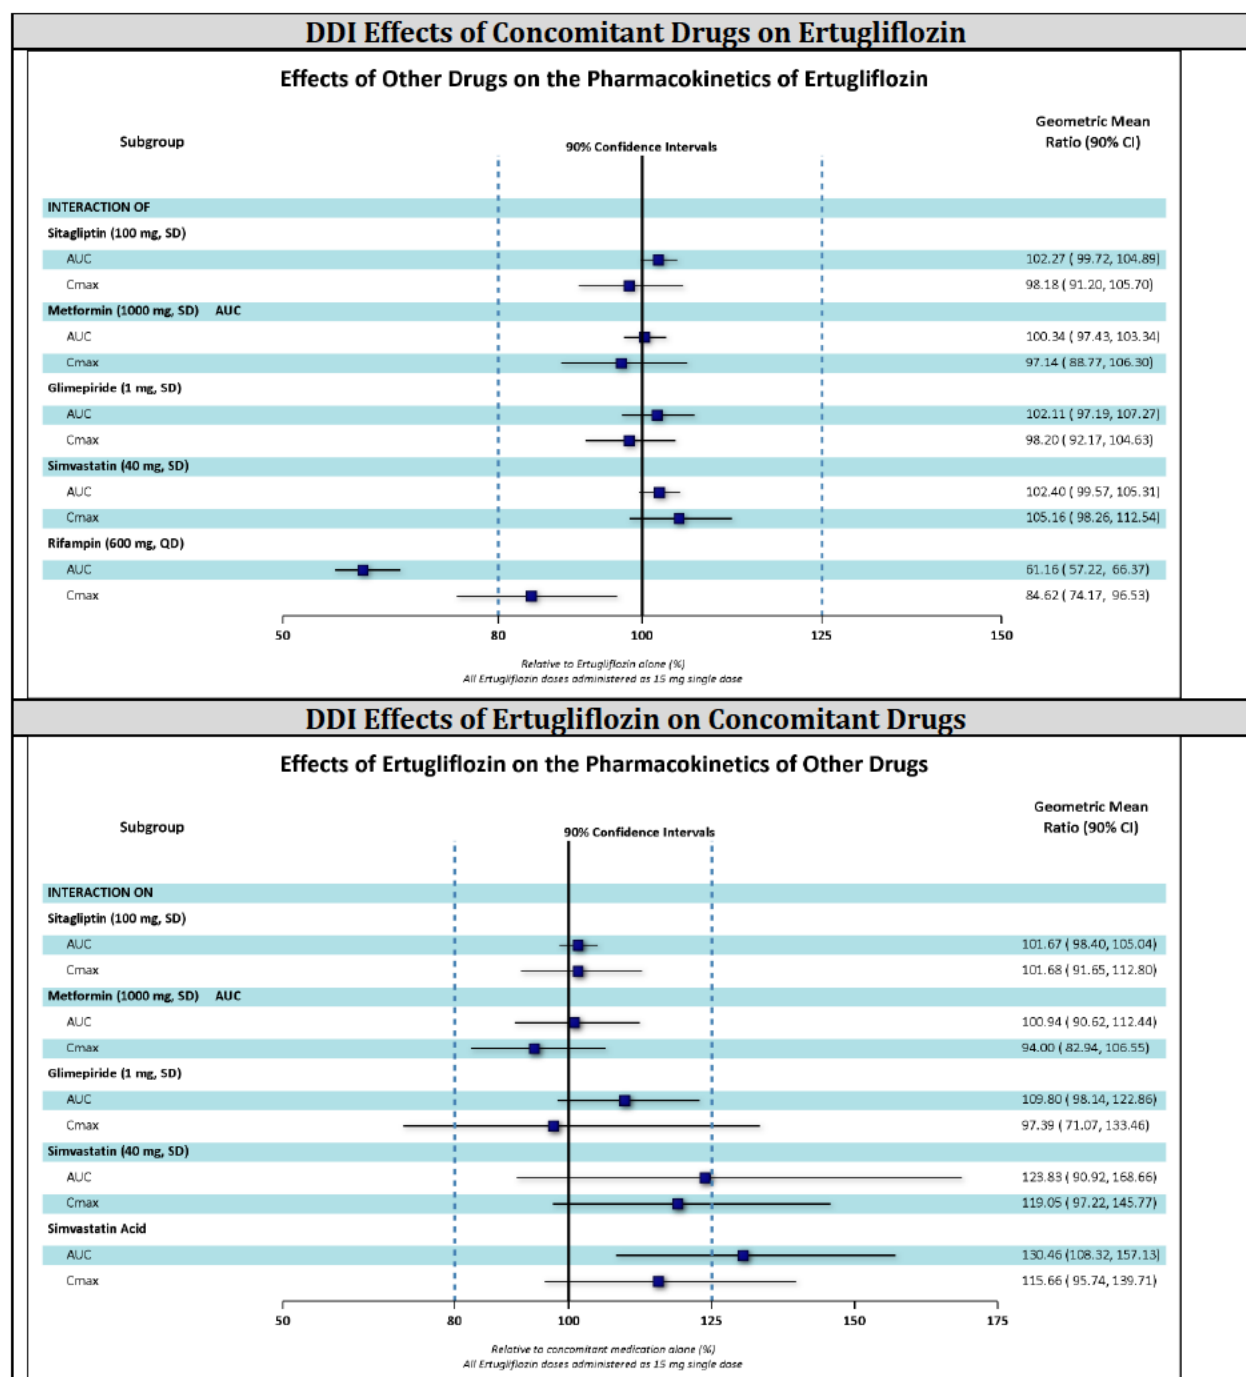 DDI Effects of Concomitant Drugs on Ertugliflozin
Effects of Other Drugs on the Pharmacokinetics of Ertugliflozin
Subgroup
90% Confidence Intervals
Geometric Mean
Ratio (90% CI)
INTERACTION OF
Sitagliptin (100 mg, SD)
AUC 102.27 ( 99.72, 104.89)
Cmax 98.18 ( 91.20, 105.70)
Metformin (1000 mg, SD) AUC
AUC 100.34 ( 97.43, 103.34)
Cmax 97.14 ( 88.77, 106.30)
Glimepiride (1 mg, SD)
AUC 102.11 ( 97.19, 107.27)
Cmax 98.20 ( 92.17, 104.63)
Simvastatin (40 mg, SD)
AUC 102.40 ( 99.57, 105.31)
Cmax 105.16 ( 98.26, 112.54)
Rifampin (600 mg, QD)
AUC 61.16 ( 57.22, 66.37)
Cmax 84.62 ( 74.17, 96.53)
50 80 100 125 150
Relative to Ertugliflozin alone (%)
All Ertugliflozin doses administered as 15 mg single dose
DDI Effects of Ertugliflozin on Concomitant Drugs
Effects of Ertugliflozin on the Pharmacokinetics of Other Drugs
Subgroup
90% Confidence Intervals
Geometric Mean
Ratio (90% CI)
INTERACTION ON
Sitagliptin (100 mg, SD)
AUC 101.67 ( 98.40, 105.04)
Cmax 101.68 ( 91.65, 112.80)
Metformin (1000 mg, SD) AUC
AUC 100.94 ( 90.62, 112.44)
Cmax 94.00 ( 82.94, 106.55)
Glimepiride (1 mg, SD)
AUC 109.80 ( 98.14, 122.86)
Cmax 97.39 ( 71.07, 133.46)
Simvastatin (40 mg, SD)
AUC 123.83 ( 90.92, 168.66)
Cmax 119.05 ( 97.22, 145.77)
Simvastatin Acid
AUC 130.46 (108.32, 157.13)
Cmax 115.66 ( 95.74, 139.71)
50 80 100 125 150 175
Relative to concomitant medication alone (%)
All Ertugliflozin doses administered as 15 mg single dose